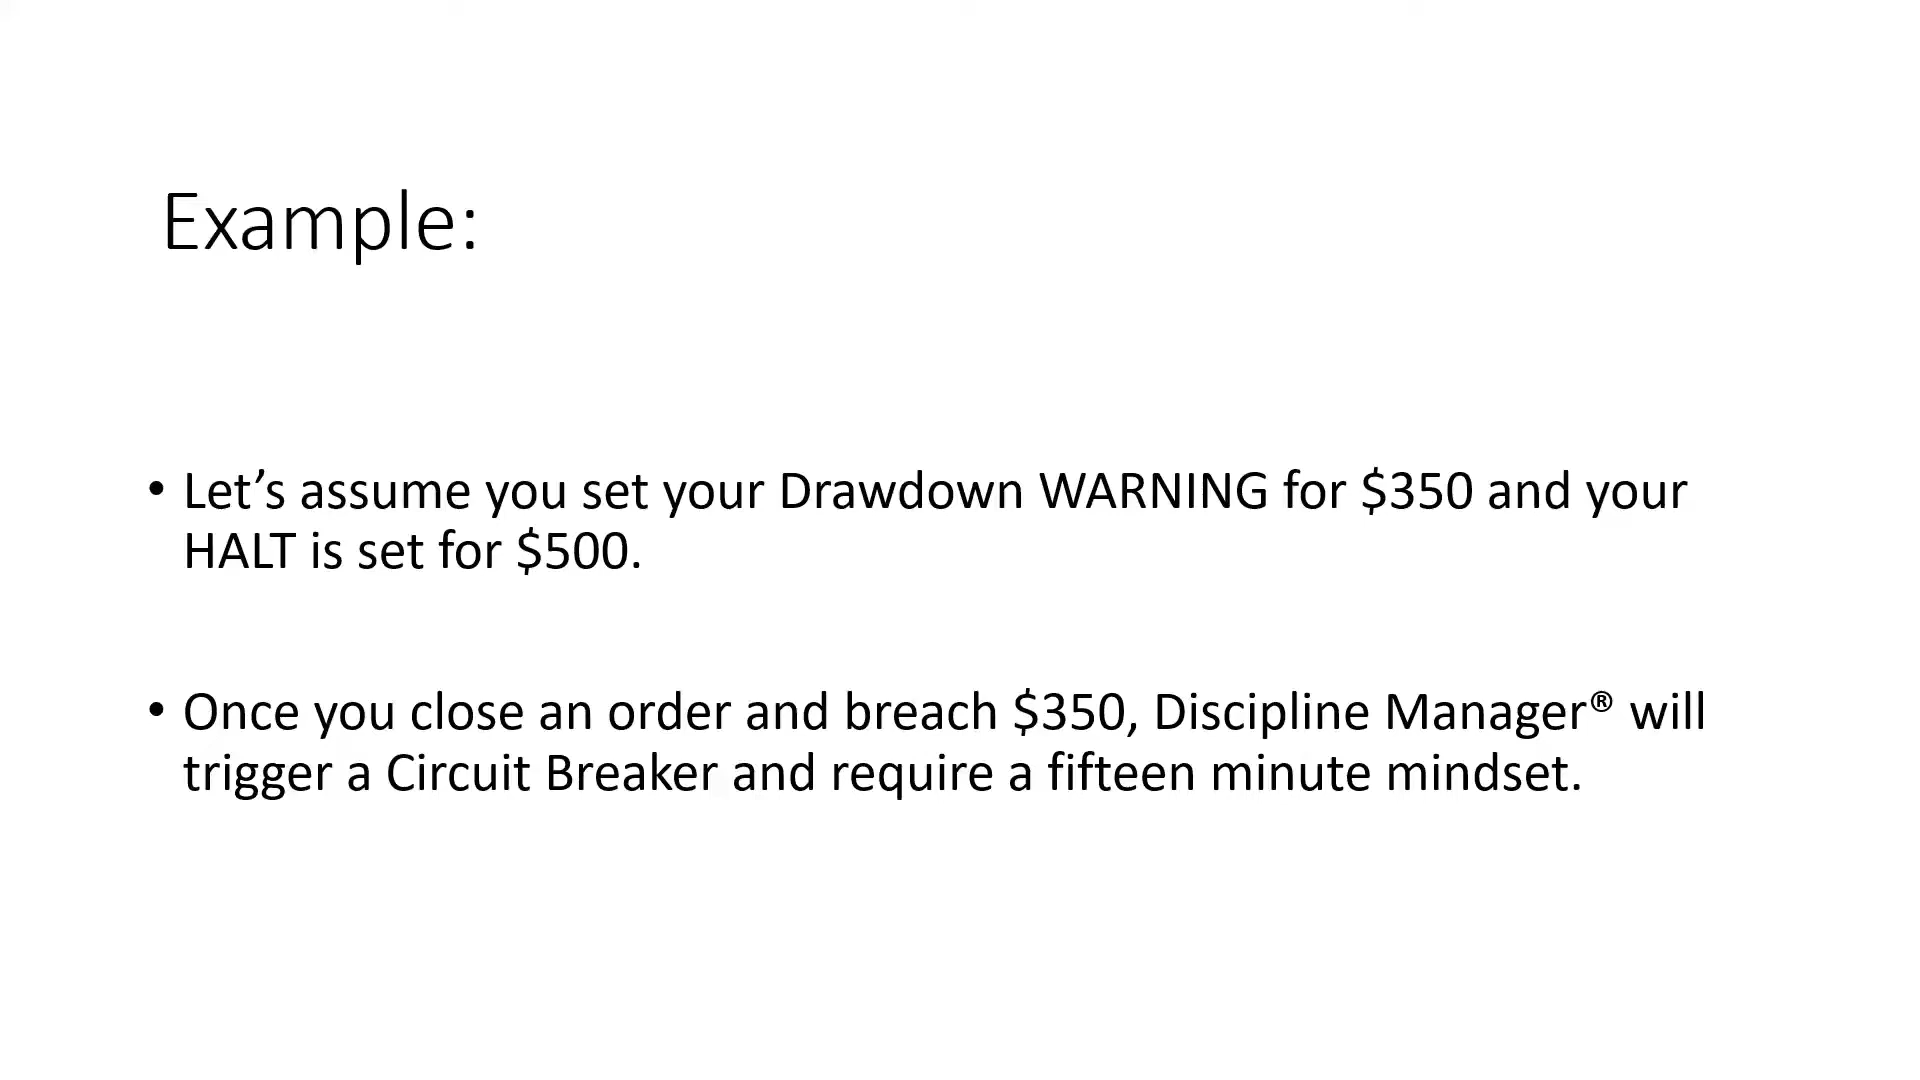 Example:
• Let’s assume you set your Drawdown WARNING for $350 and your
HALT is set for $500.
• Once you close an order and breach $350, Discipline Manager® will
trigger a Circuit Breaker and require a fifteen minute mindset.